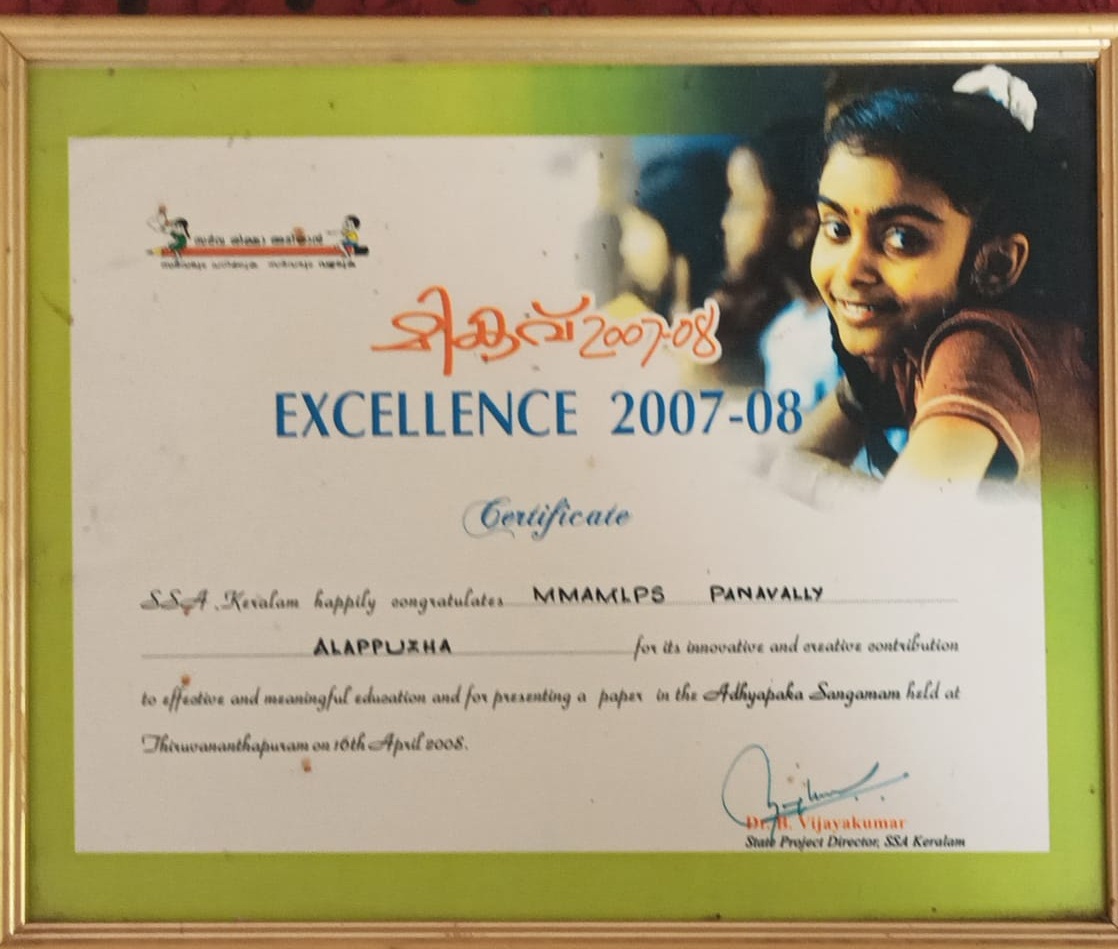 മികവ് 2007-08
EXCELLENCE 2007-08
Certificate
SSA, Keralam happily congratulates MMAMLPS PANAVALLY
ALAPPUZHA for its innovative and creative contribution
to effective and meaningful education and for presenting a paper in the Adhyapaka Sangamam held at
Thiruvananthapuram on 16th April 2008.
Dr. B. Vijayakumar
State Project Director, SSA Keralam